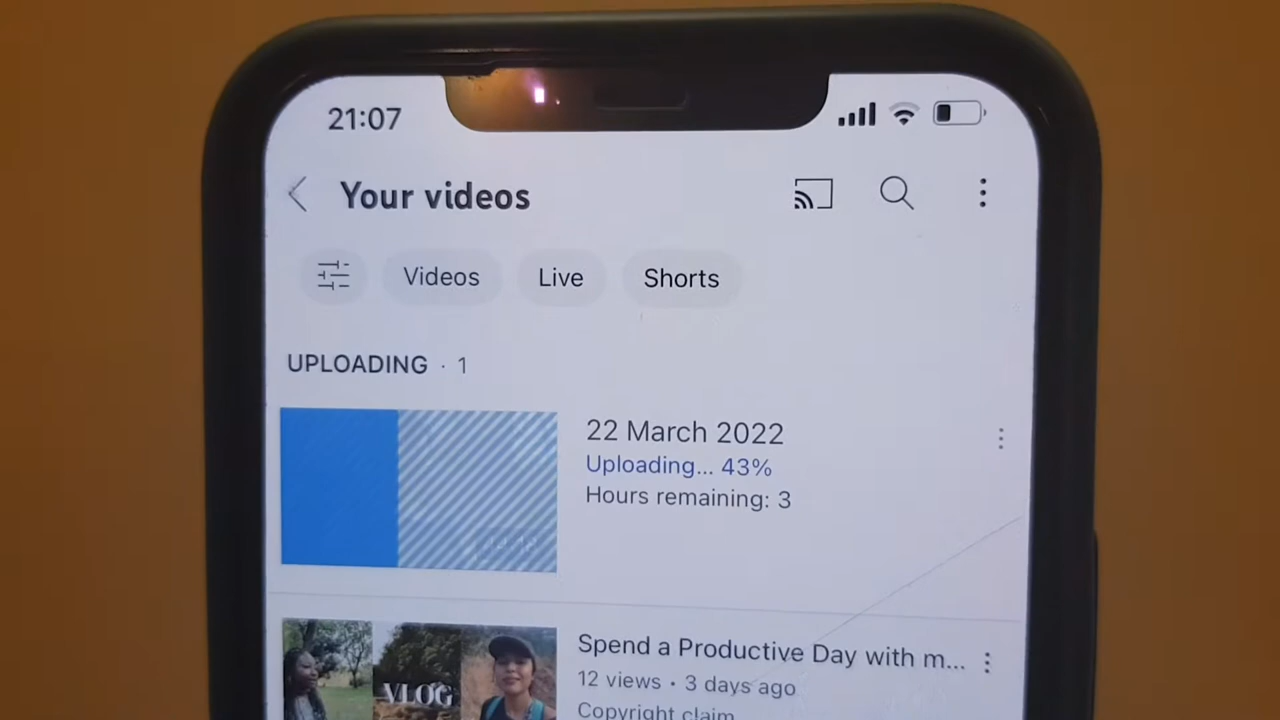 21:07
Your videos
Videos Live Shorts
UPLOADING · 1
22 March 2022
Uploading... 43%
Hours remaining: 3
Spend a Productive Day with m...
12 views • 3 days ago
VLOG
Copyright claim